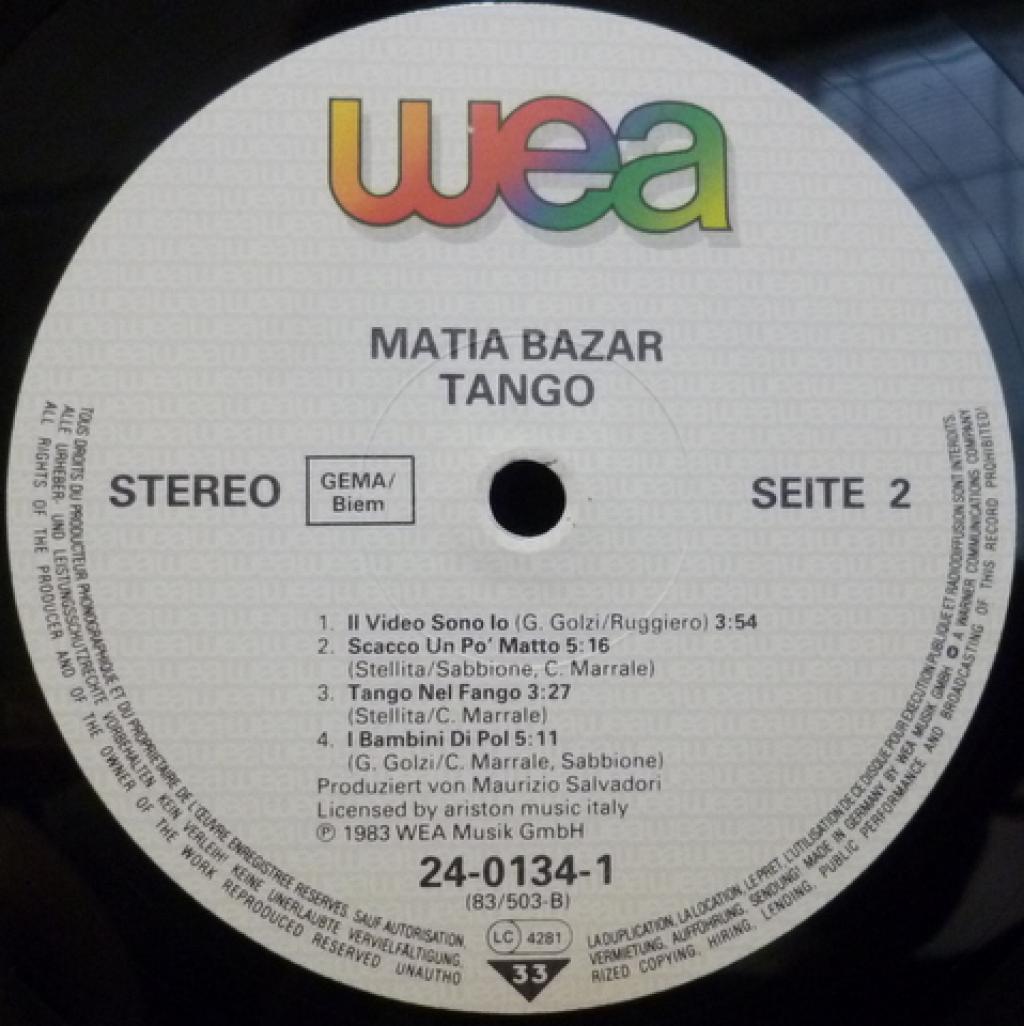 wea
MATIA BAZAR
TANGO
STEREO
GEMA/
Biem
SEITE 2
1. Il Video Sono Io (G. Golzi/Ruggiero) 3:54
2. Scacco Un Po' Matto 5:16
(Stellita/Sabbione, C. Marrale)
3. Tango Nel Fango 3:27
(Stellita/C. Marrale)
4. I Bambini Di Pol 5:11
(G. Golzi/C. Marrale, Sabbione)
Produziert von Maurizio Salvadori
Licensed by ariston music italy
℗ 1983 WEA Musik GmbH
24-0134-1
(83/503-B)
LC 4281
33
TOUS DROITS DU PRODUCTEUR PHONOGRAPHIQUE ET DU PROPRIETAIRE DE L'ŒUVRE ENREGISTREE RESERVES. SAUF AUTORISATION,
LA DUPLICATION, LA LOCATION, LE PRET, L'UTILISATION DE CE DISQUE POUR EXECUTION PUBLIQUE ET RADIODIFFUSION SONT INTERDITS.
ALLE URHEBER- UND LEISTUNGSSCHUTZRECHTE VORBEHALTEN. KEIN VERLEIH! KEINE UNERLAUBTE VERVIELFÄLTIGUNG,
VERMIETUNG, AUFFÜHRUNG, SENDUNG! MADE IN GERMANY BY WEA MUSIK GMBH. A WARNER COMMUNICATIONS COMPANY
ALL RIGHTS OF THE PRODUCER AND OF THE OWNER OF THE WORK REPRODUCED RESERVED UNAUTHO
RIZED COPYING, HIRING, LENDING, PUBLIC PERFORMANCE AND BROADCASTING OF THIS RECORD PROHIBITED!